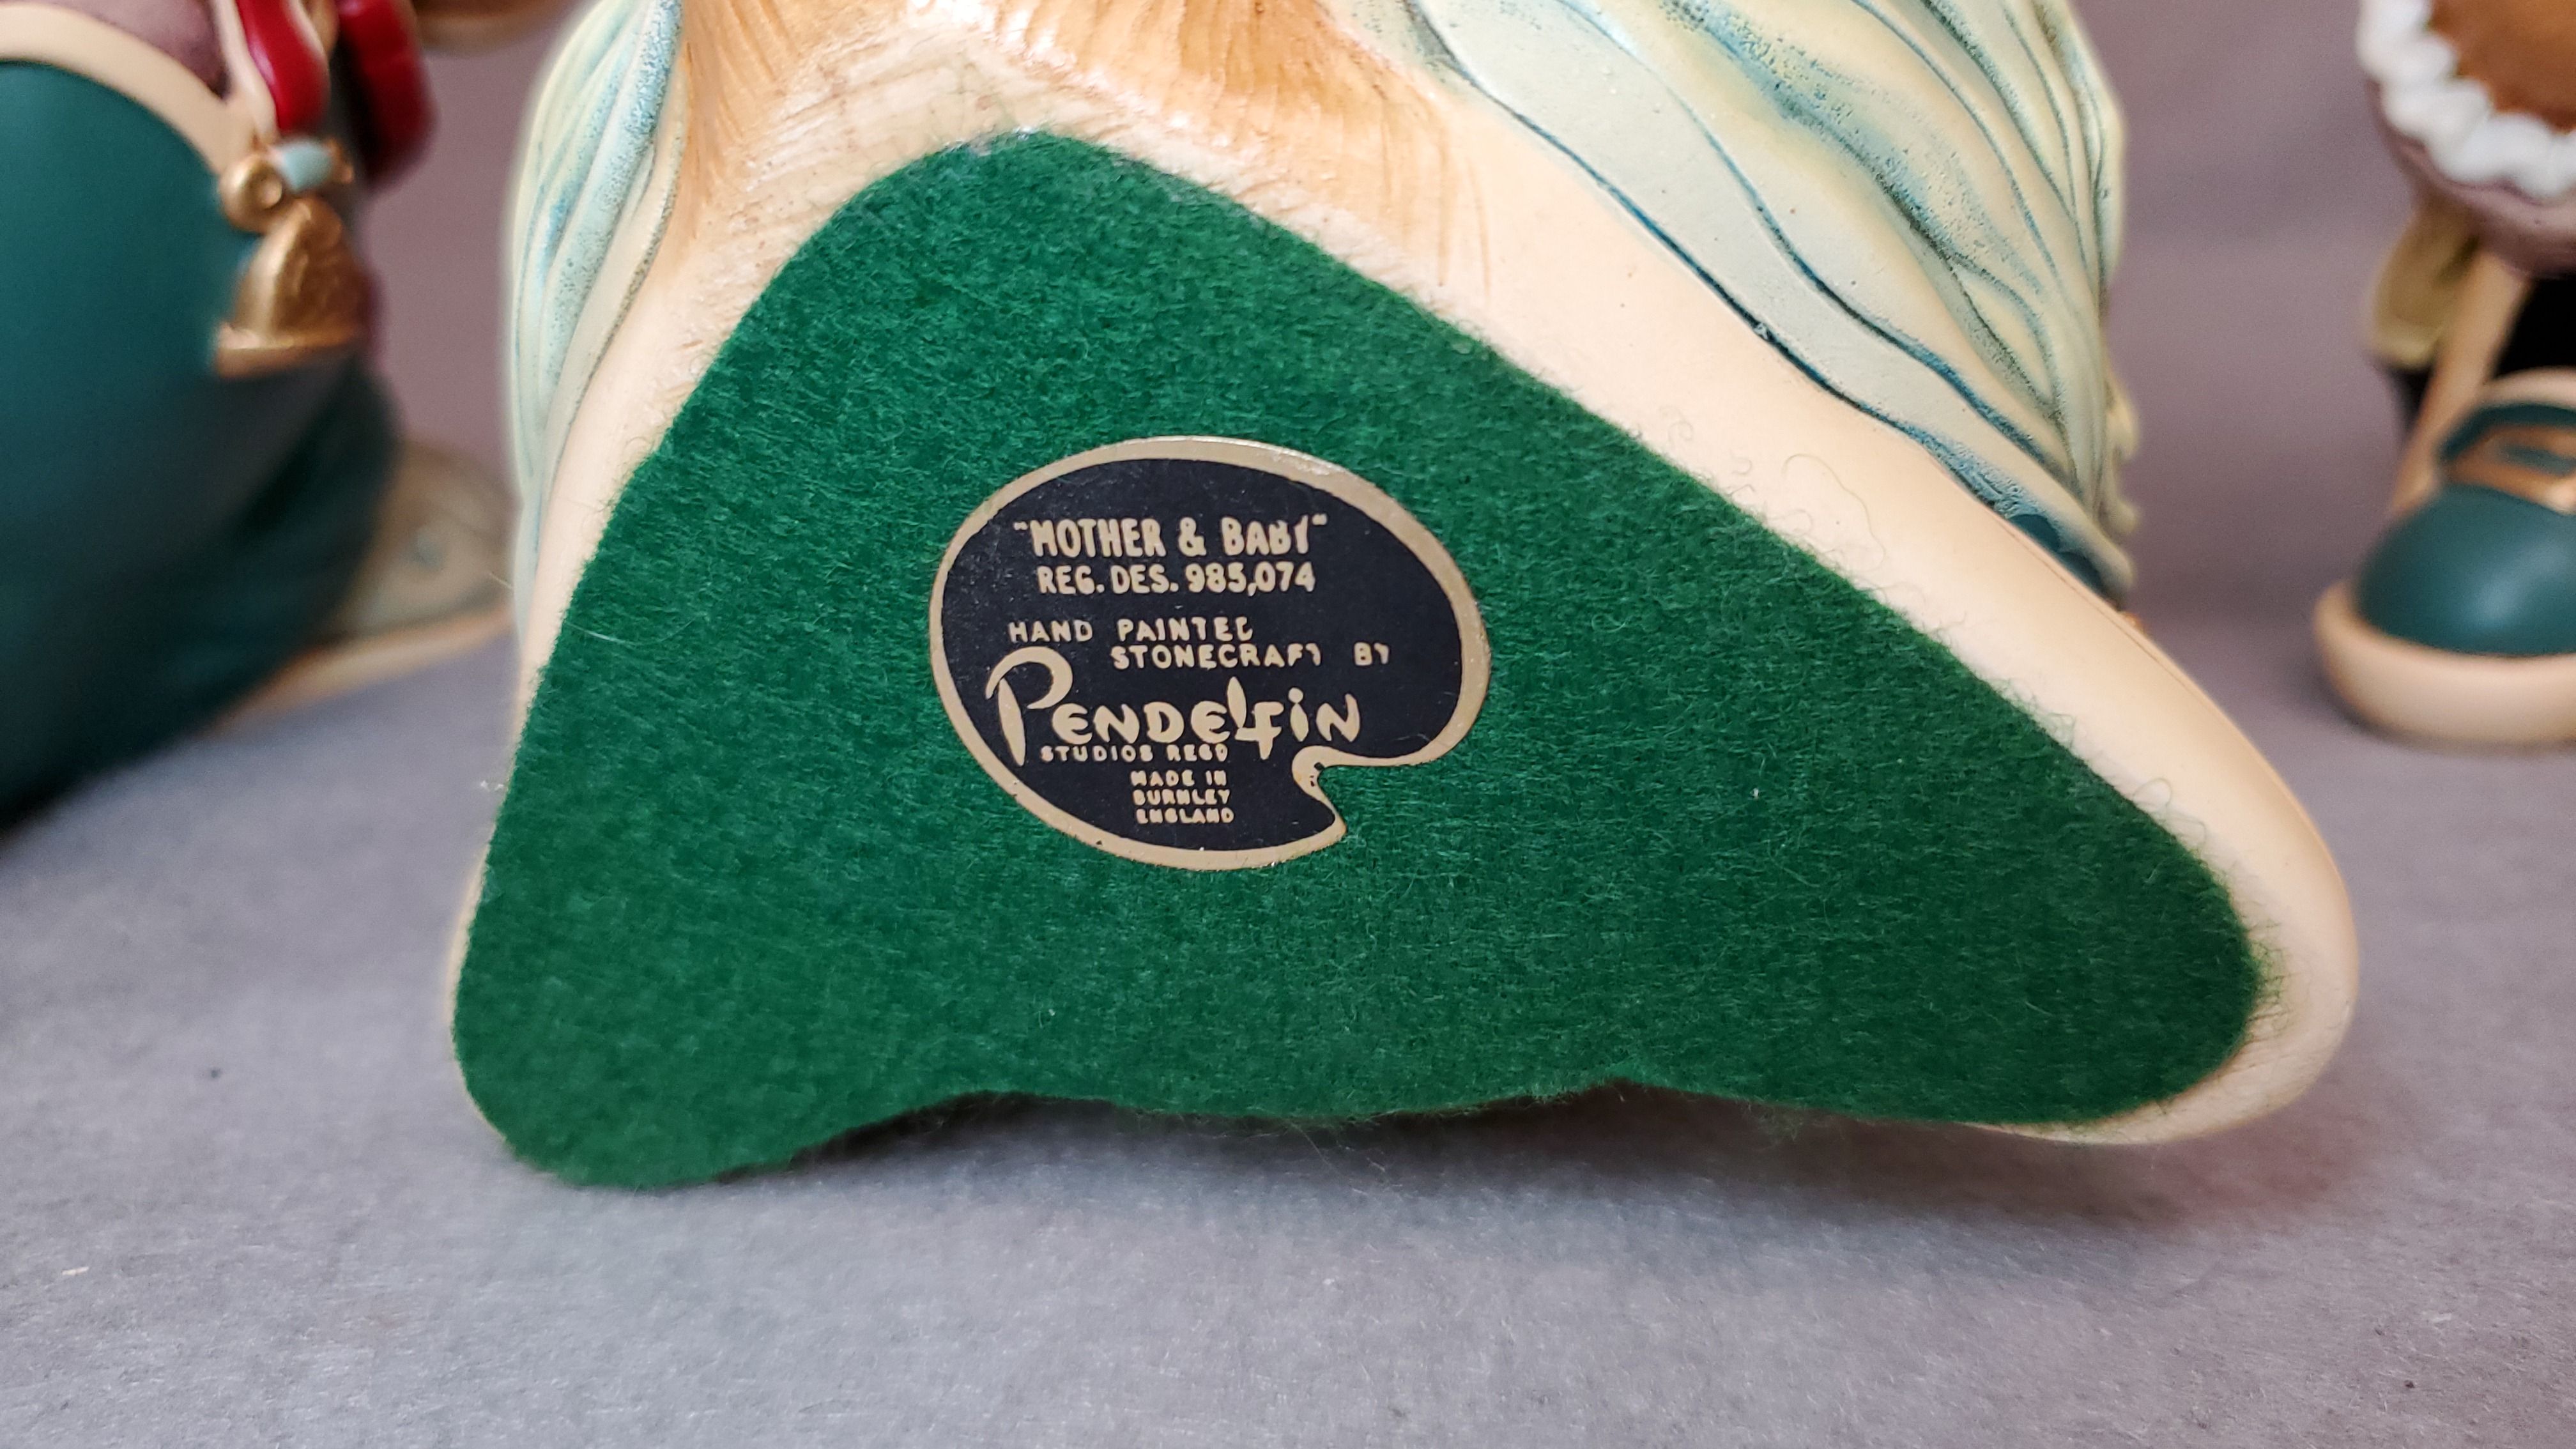 "MOTHER & BABY"
REG. DES. 985,074
HAND PAINTED
STONECRAFT BY
PENDELFIN
STUDIOS REGD
MADE IN
BURNLEY
ENGLAND